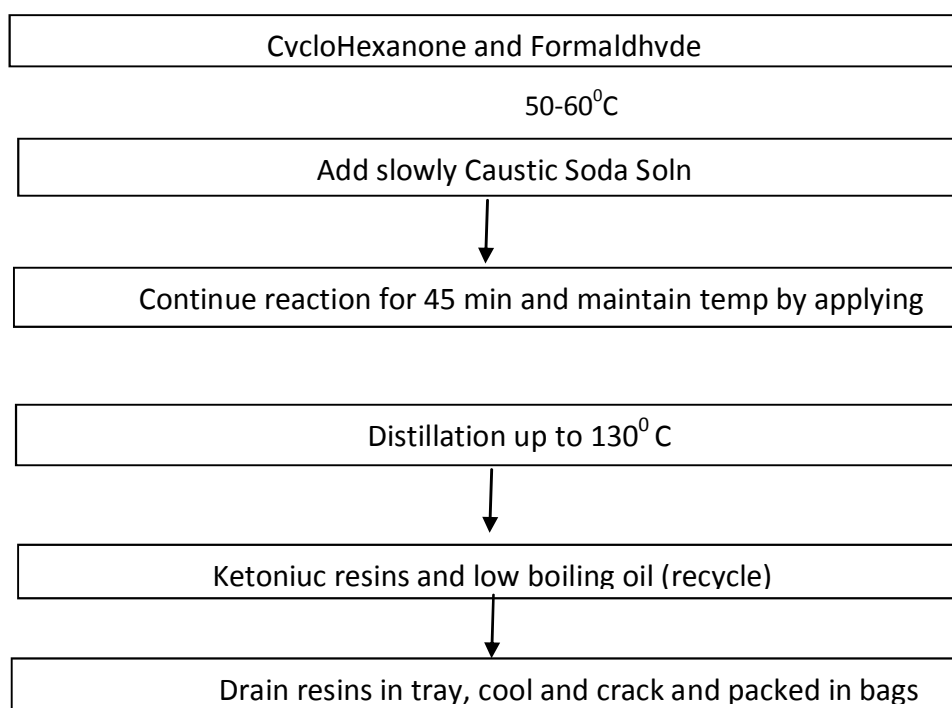 CycloHexanone and Formaldhyde
50-60⁰C
Add slowly Caustic Soda Soln
Continue reaction for 45 min and maintain temp by applying
Distillation up to 130⁰ C
Ketoniuc resins and low boiling oil (recycle)
Drain resins in tray, cool and crack and packed in bags